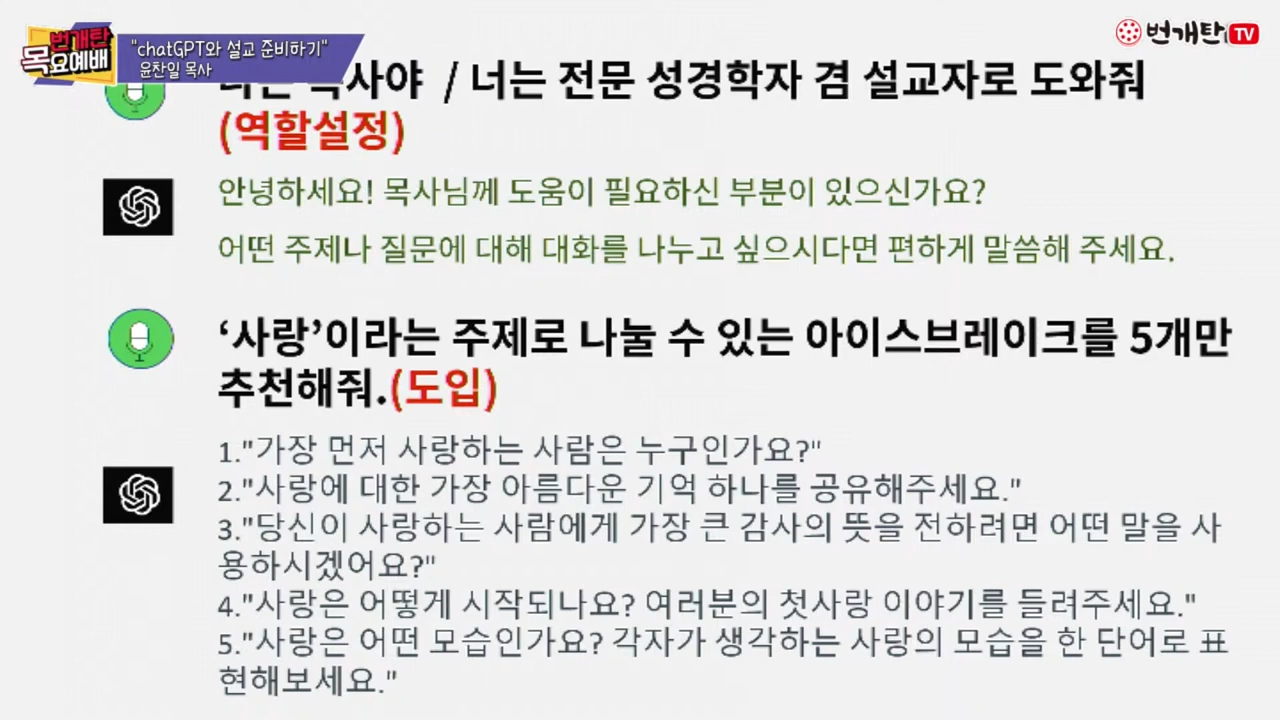 번개탄
목요예배
"chatGPT와 설교 준비하기"
윤찬일 목사
번개탄 TV
/ 너는 전문 성경학자 겸 설교자로 도와줘
(역할설정)
안녕하세요! 목사님께 도움이 필요하신 부분이 있으신가요?
어떤 주제나 질문에 대해 대화를 나누고 싶으시다면 편하게 말씀해 주세요.
‘사랑’이라는 주제로 나눌 수 있는 아이스브레이크를 5개만
추천해줘.(도입)
1."가장 먼저 사랑하는 사람은 누구인가요?"
2."사랑에 대한 가장 아름다운 기억 하나를 공유해주세요."
3."당신이 사랑하는 사람에게 가장 큰 감사의 뜻을 전하려면 어떤 말을 사
용하시겠어요?"
4."사랑은 어떻게 시작되나요? 여러분의 첫사랑 이야기를 들려주세요."
5."사랑은 어떤 모습인가요? 각자가 생각하는 사랑의 모습을 한 단어로 표
현해보세요."